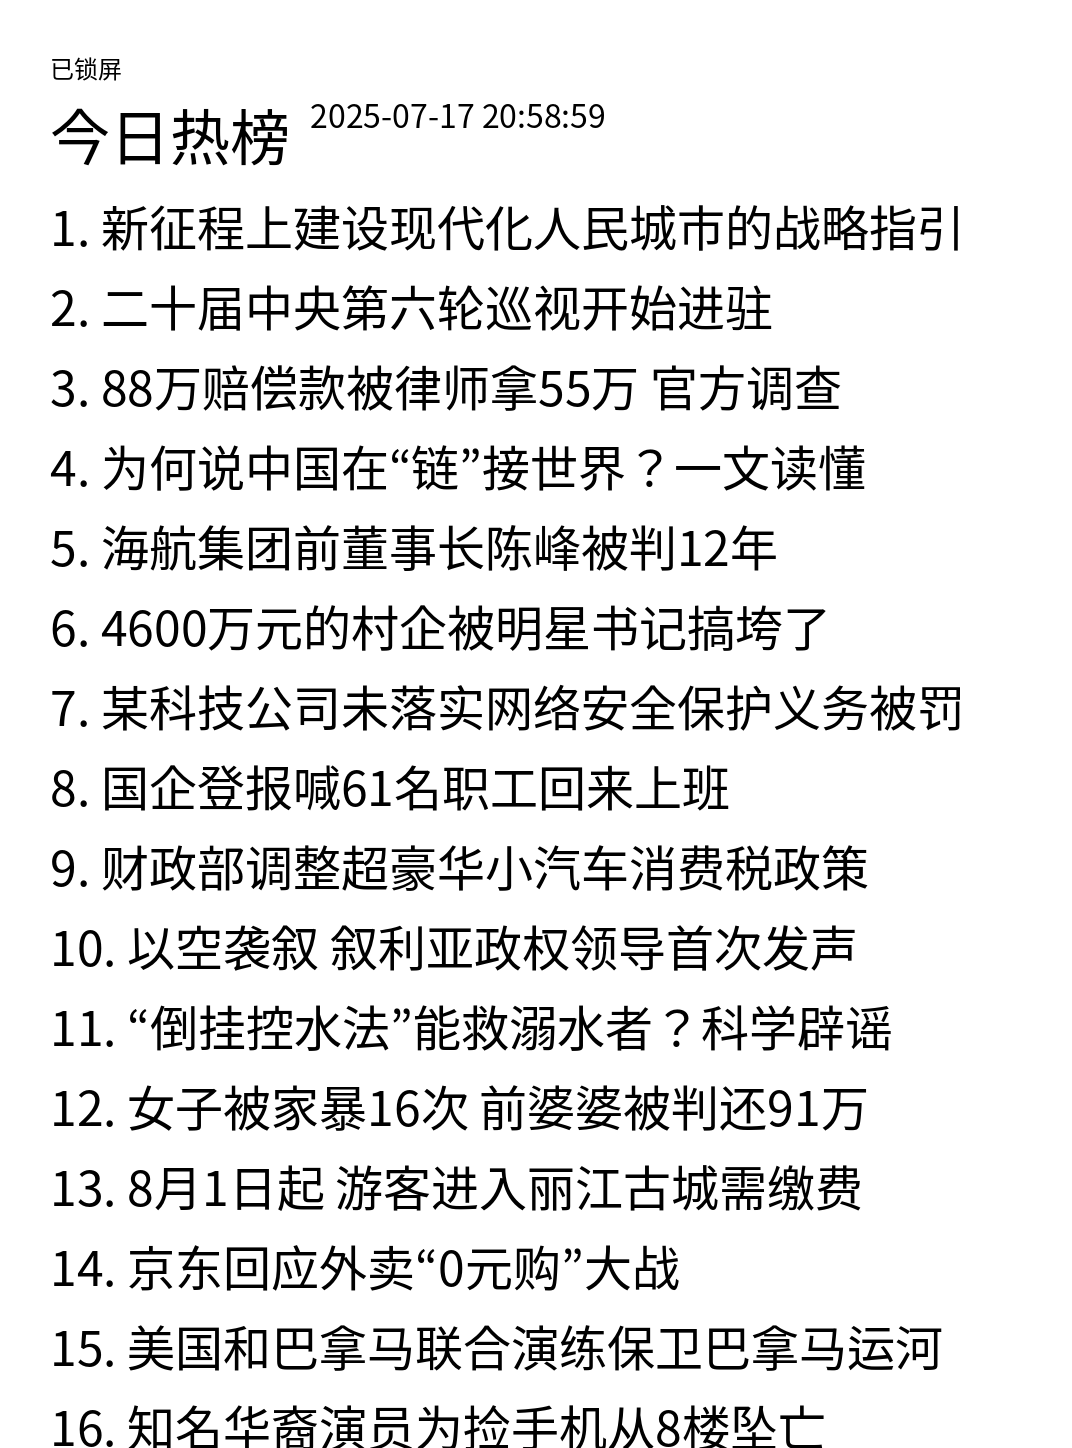 已锁屏
今日热榜 2025-07-17 20:58:59
1. 新征程上建设现代化人民城市的战略指引
2. 二十届中央第六轮巡视开始进驻
3. 88万赔偿款被律师拿55万 官方调查
4. 为何说中国在“链”接世界？一文读懂
5. 海航集团前董事长陈峰被判12年
6. 4600万元的村企被明星书记搞垮了
7. 某科技公司未落实网络安全保护义务被罚
8. 国企登报喊61名职工回来上班
9. 财政部调整超豪华小汽车消费税政策
10. 以空袭叙 叙利亚政权领导首次发声
11. “倒挂控水法”能救溺水者？科学辟谣
12. 女子被家暴16次 前婆婆被判还91万
13. 8月1日起 游客进入丽江古城需缴费
14. 京东回应外卖“0元购”大战
15. 美国和巴拿马联合演练保卫巴拿马运河
16. 知名华裔演员为捡手机从8楼坠亡